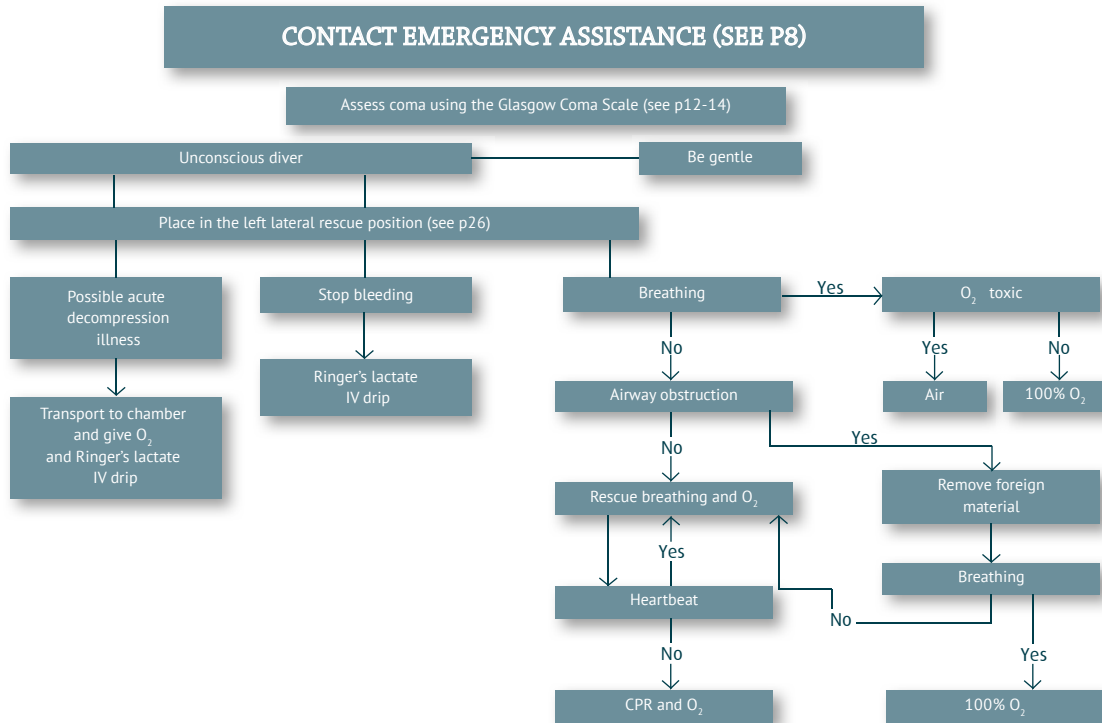 CONTACT EMERGENCY ASSISTANCE (SEE P8)
Assess coma using the Glasgow Coma Scale (see p12-14)
Unconscious diver
Be gentle
Place in the left lateral rescue position (see p26)
Possible acute
decompression
illness
Stop bleeding
Breathing
Yes
O₂ toxic
No
Yes
No
Ringer's lactate
IV drip
Airway obstruction
Air
100% O₂
Transport to chamber
and give O₂
and Ringer's lactate
IV drip
No
Yes
Rescue breathing and O₂
Remove foreign
material
Yes
Breathing
Heartbeat
No
No
Yes
CPR and O₂
100% O₂